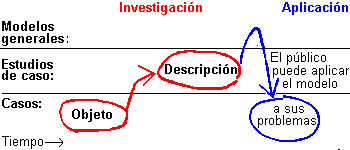 Investigación
Aplicación
Modelos
generales:
Estudios
de caso:
Descripción
El público
puede aplicar
el modelo
Casos:
Objeto
a sus
problemas
Tiempo→